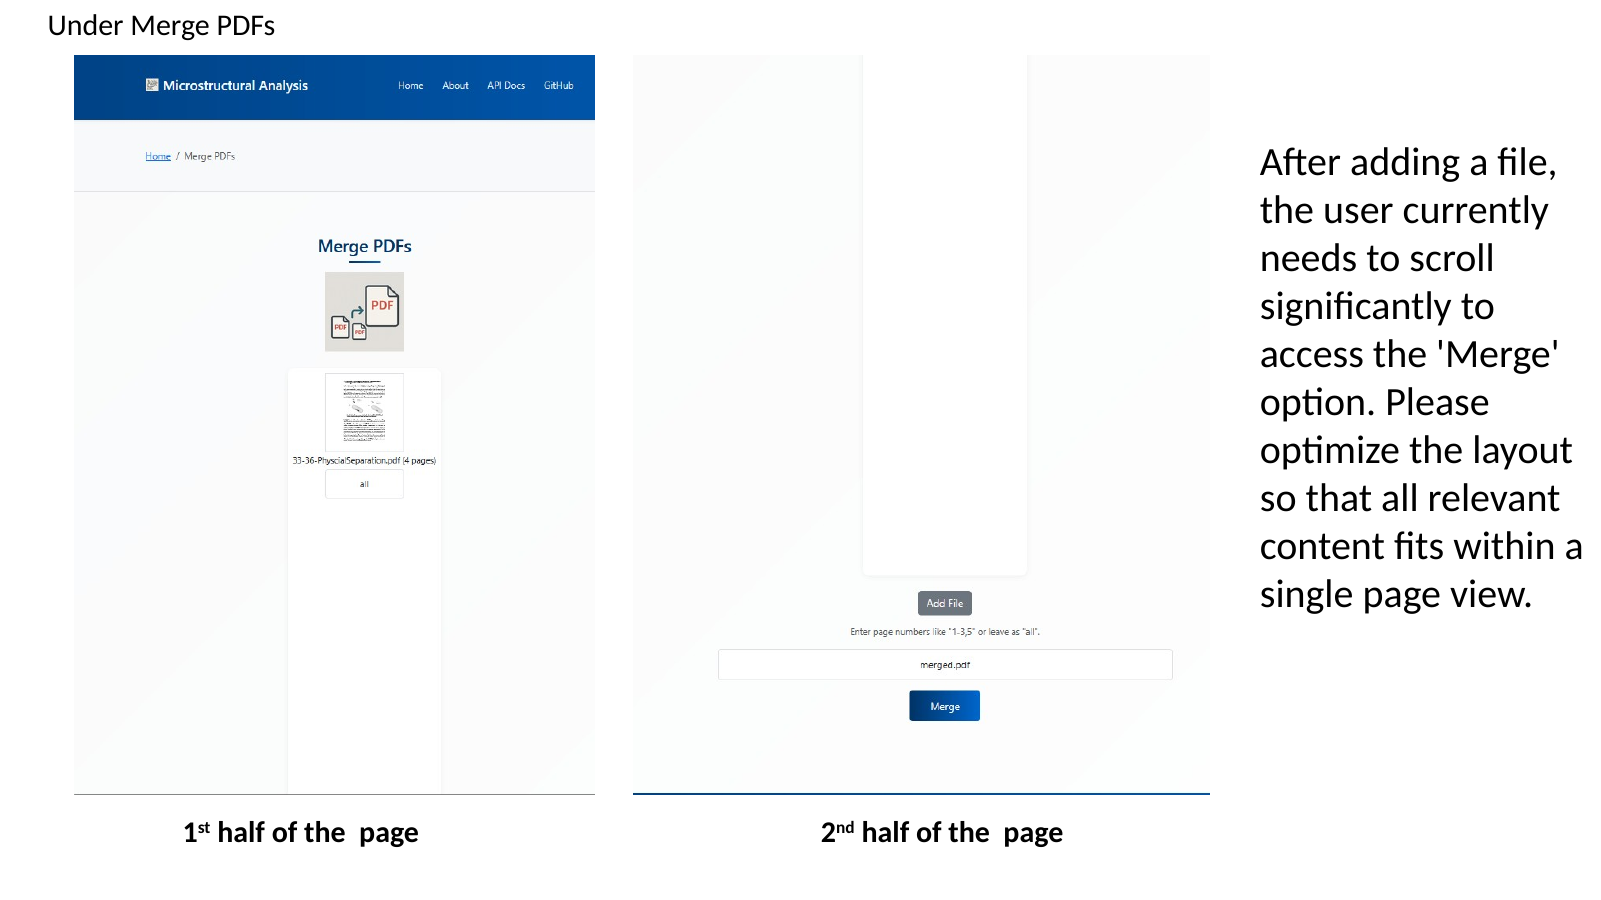 Under Merge PDFs
Microstructural Analysis
Home About API Docs GitHub
Home / Merge PDFs
Merge PDFs
PDF
PDF PDF
33-36-PhyscialSeparation.pdf (4 pages)
all
Add File
Enter page numbers like "1-3,5" or leave as "all".
merged.pdf
Merge
After adding a file,
the user currently
needs to scroll
significantly to
access the 'Merge'
option. Please
optimize the layout
so that all relevant
content fits within a
single page view.
1st half of the page
2nd half of the page